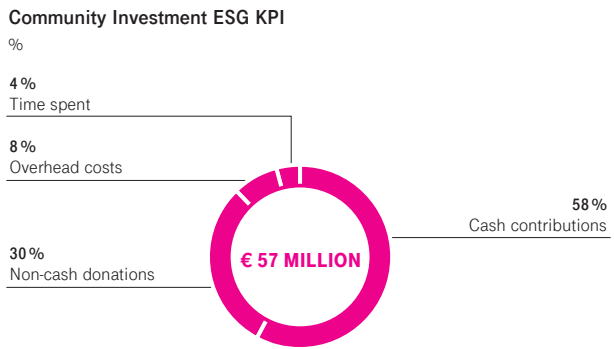 Community Investment ESG KPI
%
4 %
Time spent
8 %
Overhead costs
30 %
Non-cash donations
58 %
Cash contributions
€ 57 MILLION